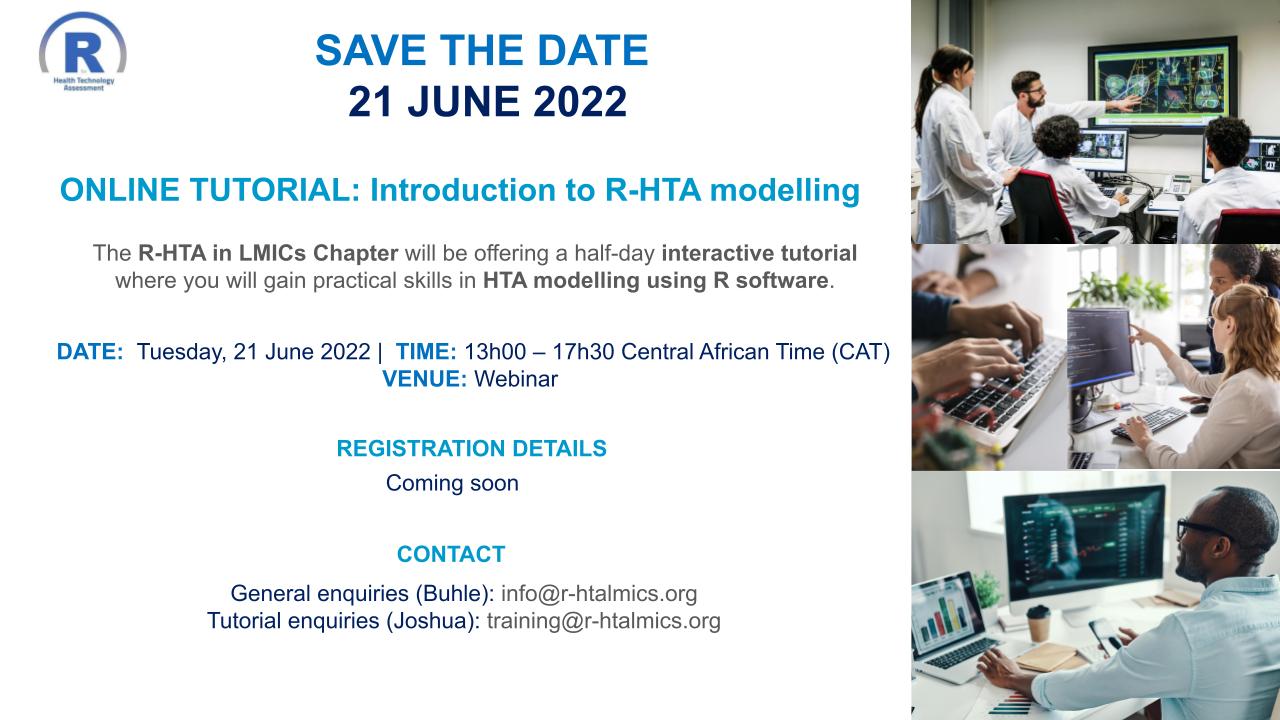 R
Health Technology
Assessment
SAVE THE DATE
21 JUNE 2022
ONLINE TUTORIAL: Introduction to R-HTA modelling
The R-HTA in LMICs Chapter will be offering a half-day interactive tutorial
where you will gain practical skills in HTA modelling using R software.
DATE: Tuesday, 21 June 2022 | TIME: 13h00 – 17h30 Central African Time (CAT)
VENUE: Webinar
REGISTRATION DETAILS
Coming soon
CONTACT
General enquiries (Buhle): info@r-htalmics.org
Tutorial enquiries (Joshua): training@r-htalmics.org